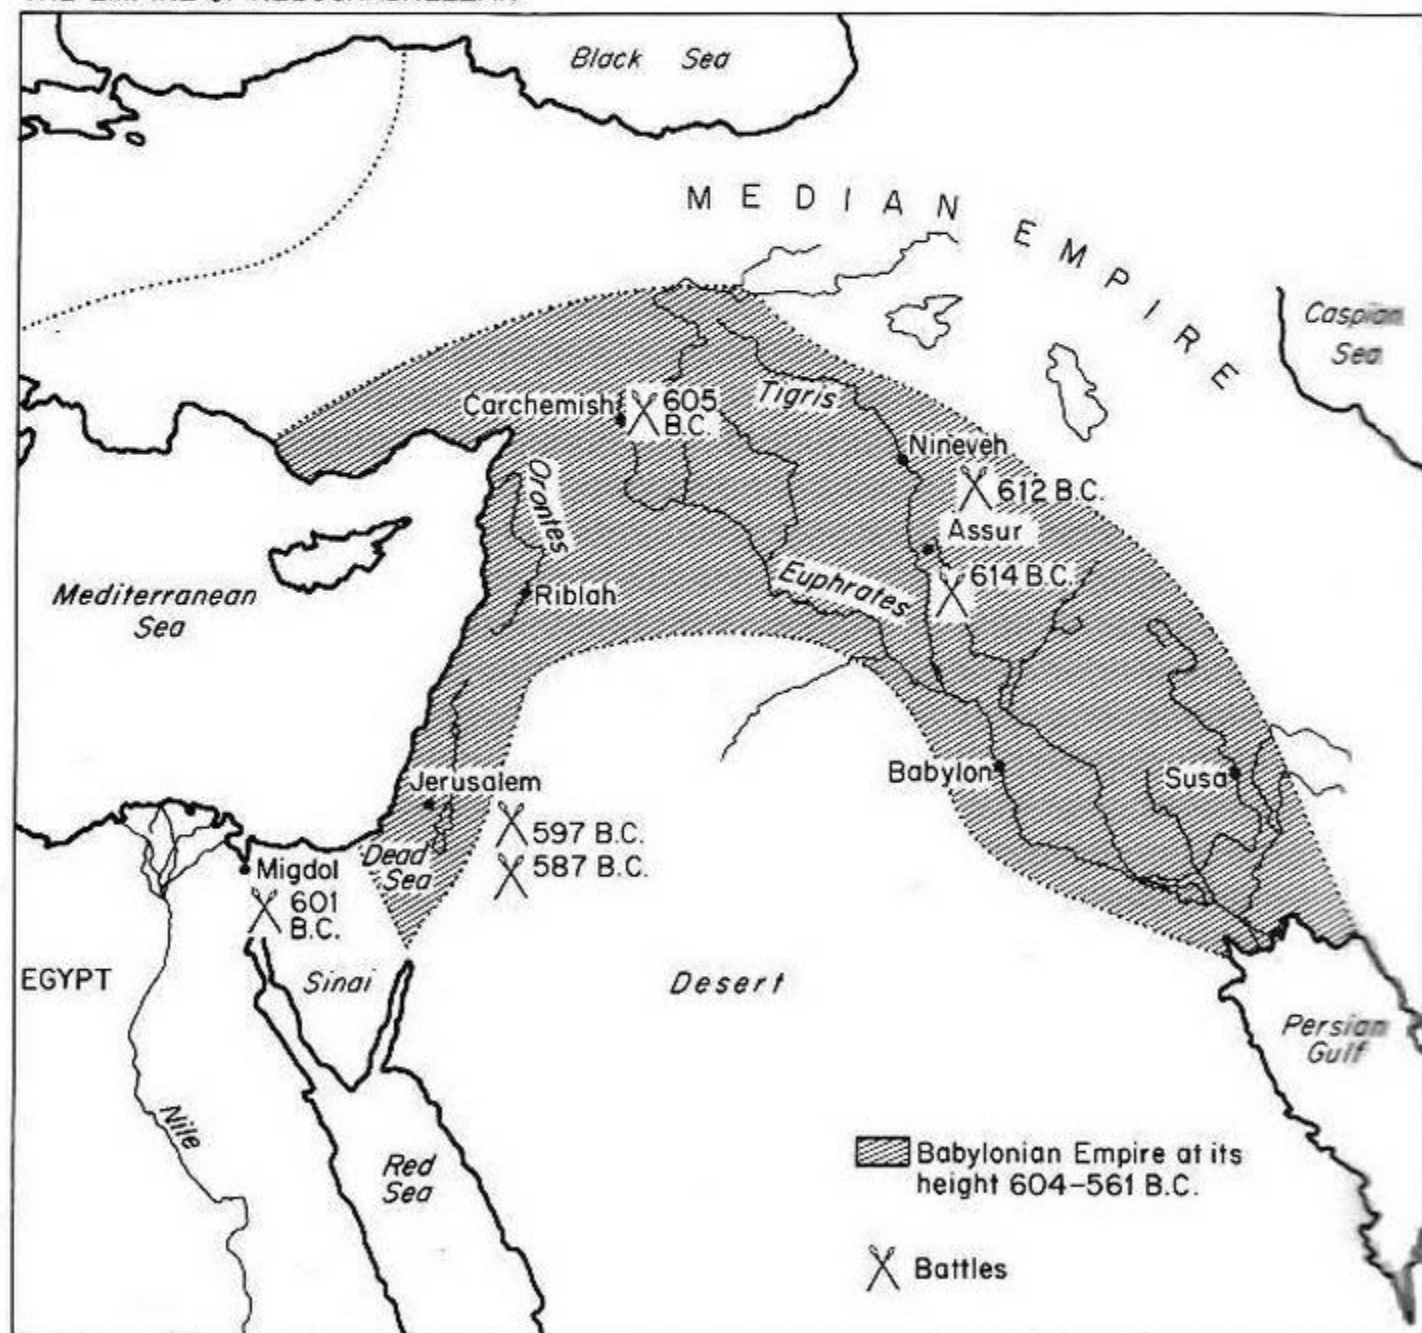 Black Sea
MEDIAN EMPIRE
Caspian
Sea
Tigris
Carchemish
605
B.C.
Nineveh
612 B.C.
Orontes
Assur
614 B.C.
Euphrates
Riblah
Mediterranean
Sea
Jerusalem
Babylon
Susa
597 B.C.
587 B.C.
Dead
Sea
Migdol
601
B.C.
EGYPT
Sinai
Desert
Persian
Gulf
Nile
Red
Sea
Babylonian Empire at its
height 604–561 B.C.
Battles